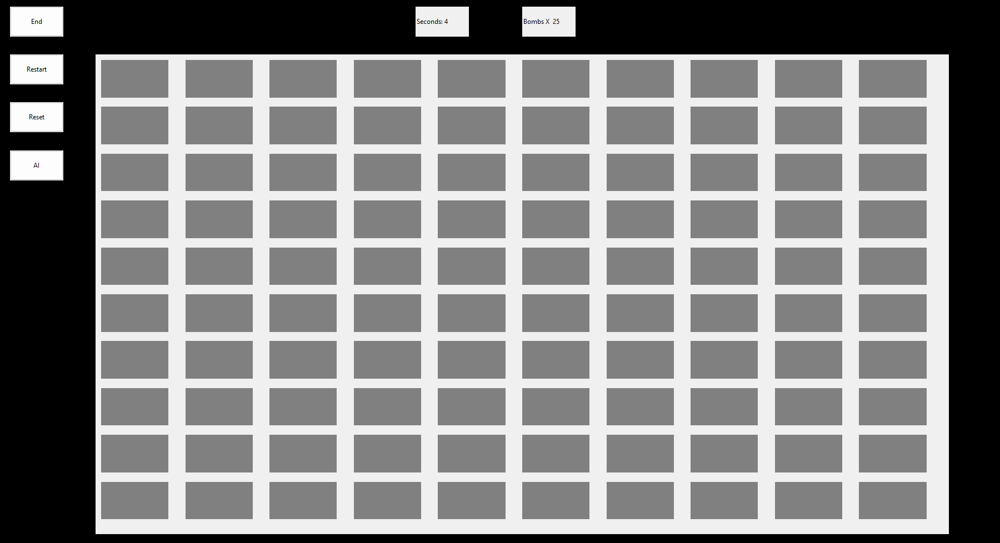 End
Seconds: 4
Bombs X  25
Restart
Reset
AI